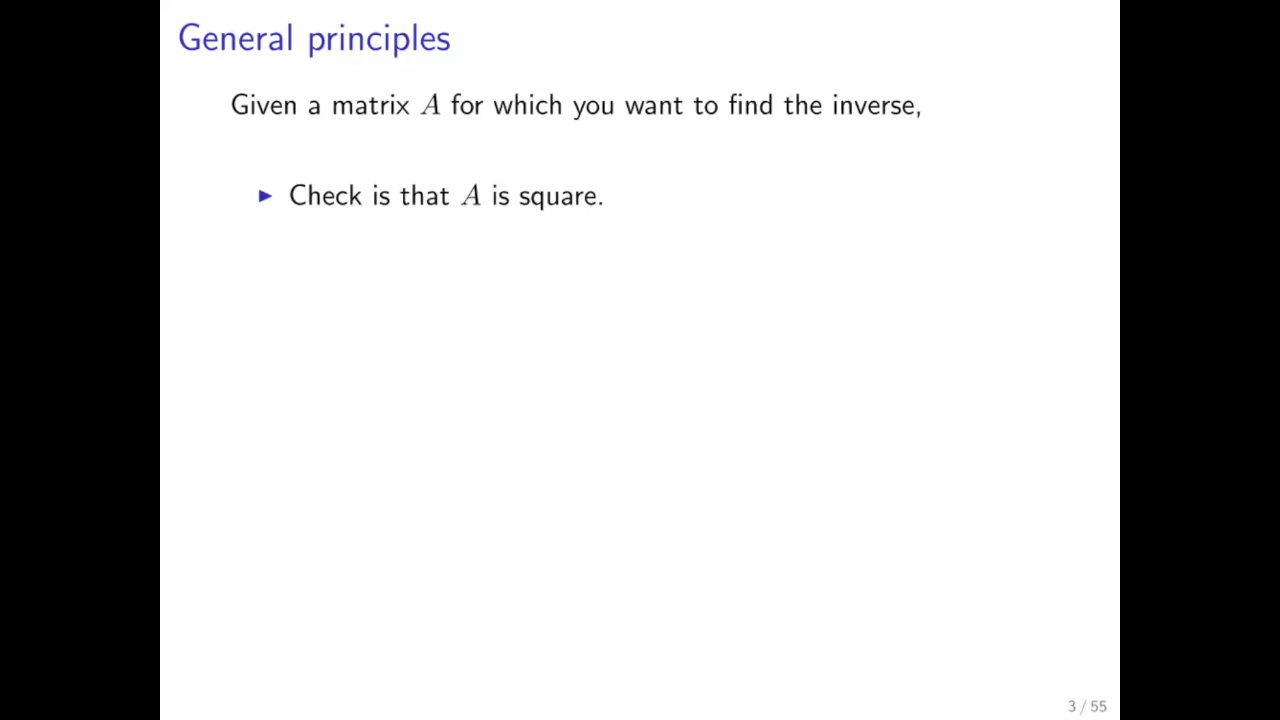 General principles
Given a matrix A for which you want to find the inverse,
▶ Check is that A is square.
3 / 55